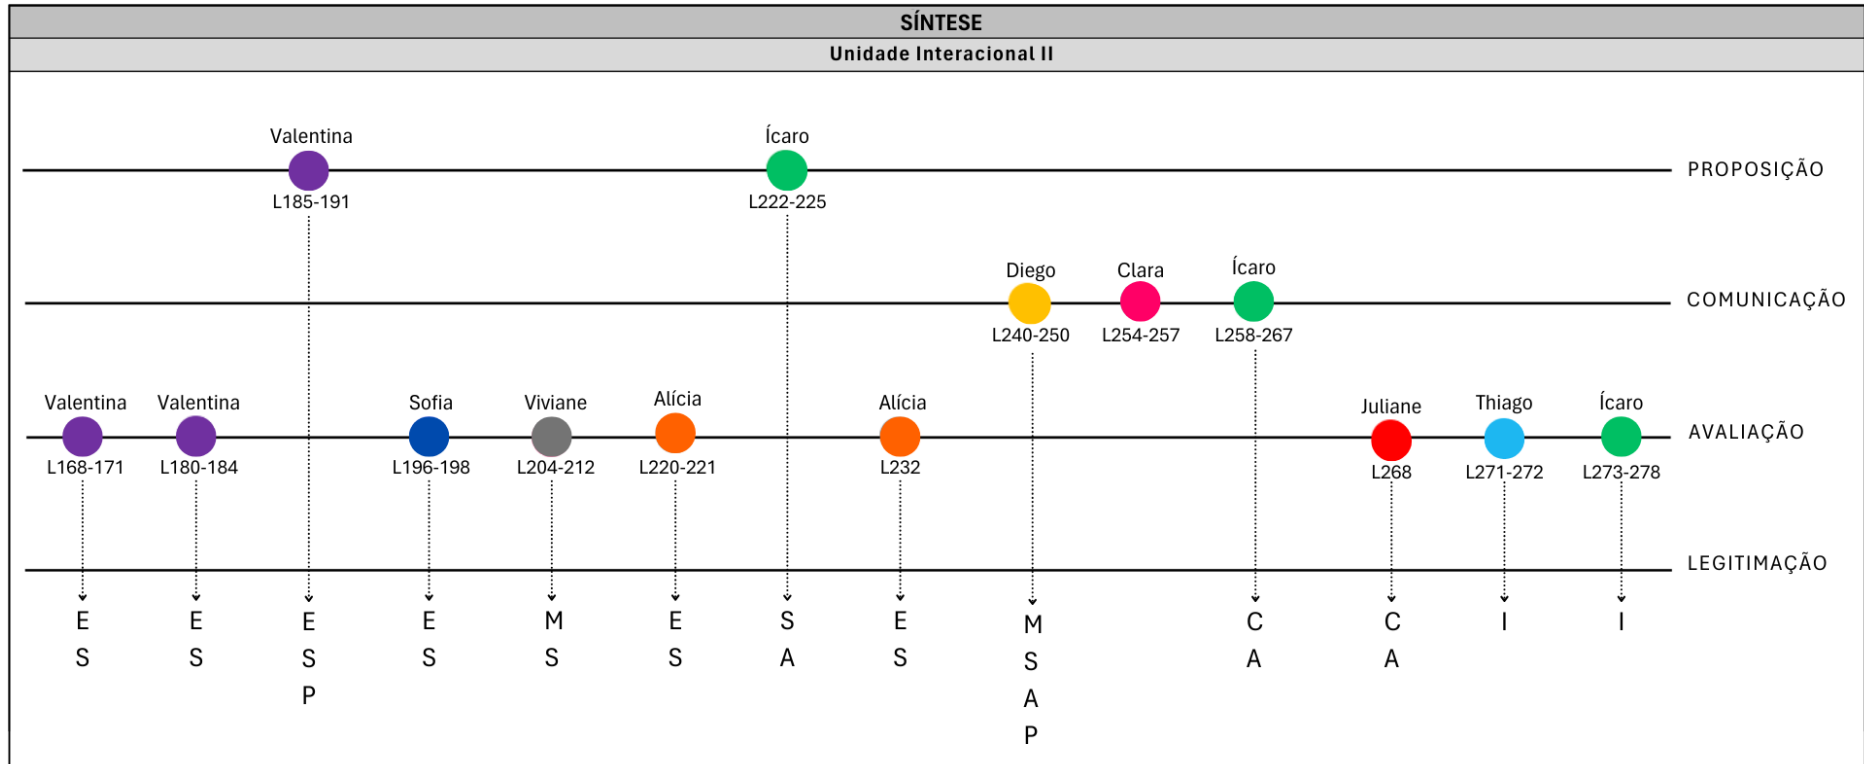 SÍNTESE
Unidade Interacional II
Valentina
Ícaro
L185-191
L222-225
PROPOSIÇÃO
Diego
Clara
Ícaro
L240-250
L254-257
L258-267
COMUNICAÇÃO
Valentina
Valentina
Sofia
Viviane
Alícia
Alícia
Juliane
Thiago
Ícaro
L168-171
L180-184
L196-198
L204-212
L220-221
L232
L268
L271-272
L273-278
AVALIAÇÃO
LEGITIMAÇÃO
E E E E M E S E M C C I I
S S S S S S A S S A A
P A
P